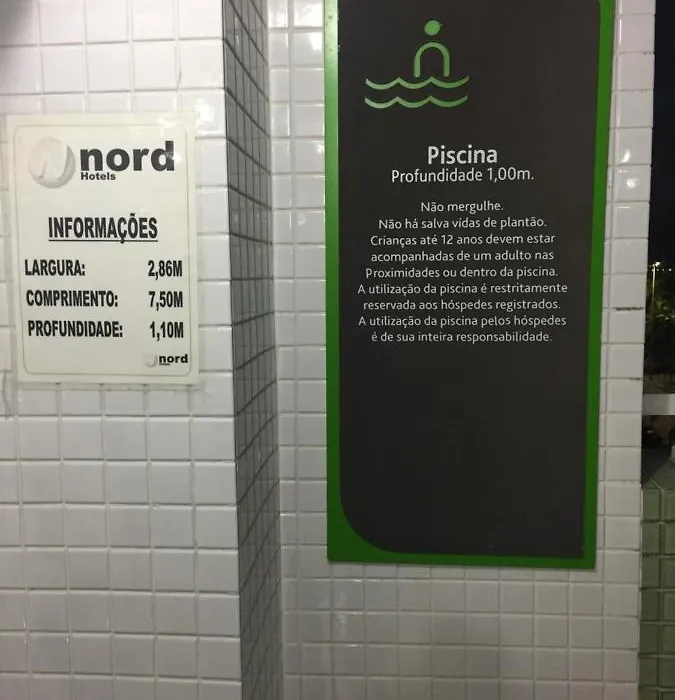 nord
Hotels
INFORMAÇÕES
LARGURA: 2,86M
COMPRIMENTO: 7,50M
PROFUNDIDADE: 1,10M
nord
Piscina
Profundidade 1,00m.
Não mergulhe.
Não há salva vidas de plantão.
Crianças até 12 anos devem estar
acompanhadas de um adulto nas
Proximidades ou dentro da piscina.
A utilização da piscina é restritamente
reservada aos hóspedes registrados.
A utilização da piscina pelos hóspedes
é de sua inteira responsabilidade.